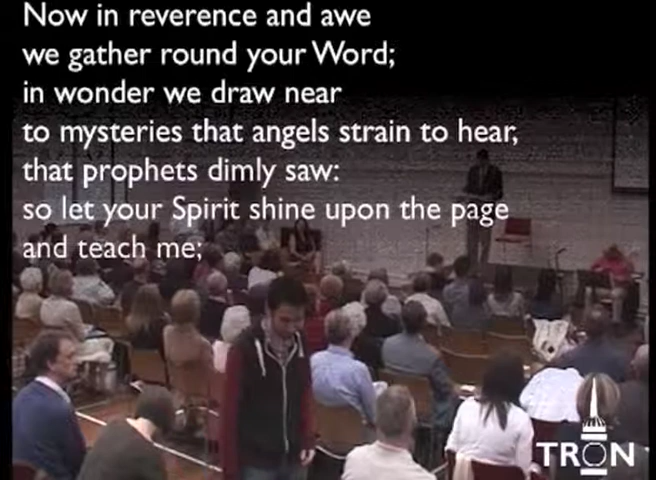 Now in reverence and awe
we gather round your Word;
in wonder we draw near
to mysteries that angels strain to hear,
that prophets dimly saw:
so let your Spirit shine upon the page
and teach me;
TRON